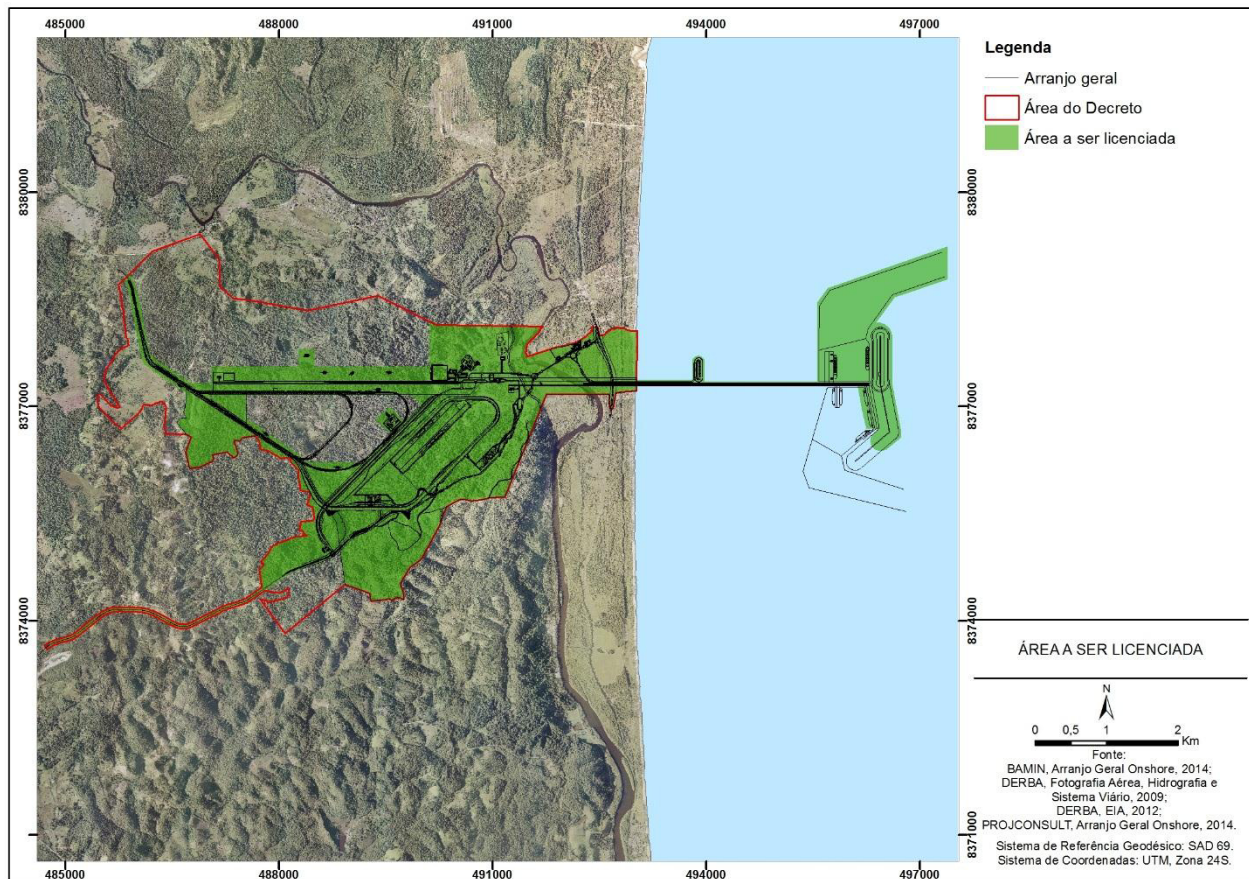 485000 488000 491000 494000 497000
8380000 8380000
8377000 8377000
8374000 8374000
8371000
485000 488000 491000 494000 497000
Legenda
Arranjo geral
Área do Decreto
Área a ser licenciada
ÁREA A SER LICENCIADA
N
0 0,5 1 2
Km
Fonte:
BAMIN, Arranjo Geral Onshore, 2014;
DERBA, Fotografia Aérea, Hidrografia e
Sistema Viário, 2009;
DERBA, EIA, 2012;
PROJCONSULT, Arranjo Geral Onshore, 2014.
Sistema de Referência Geodésico: SAD 69.
Sistema de Coordenadas: UTM, Zona 24S.